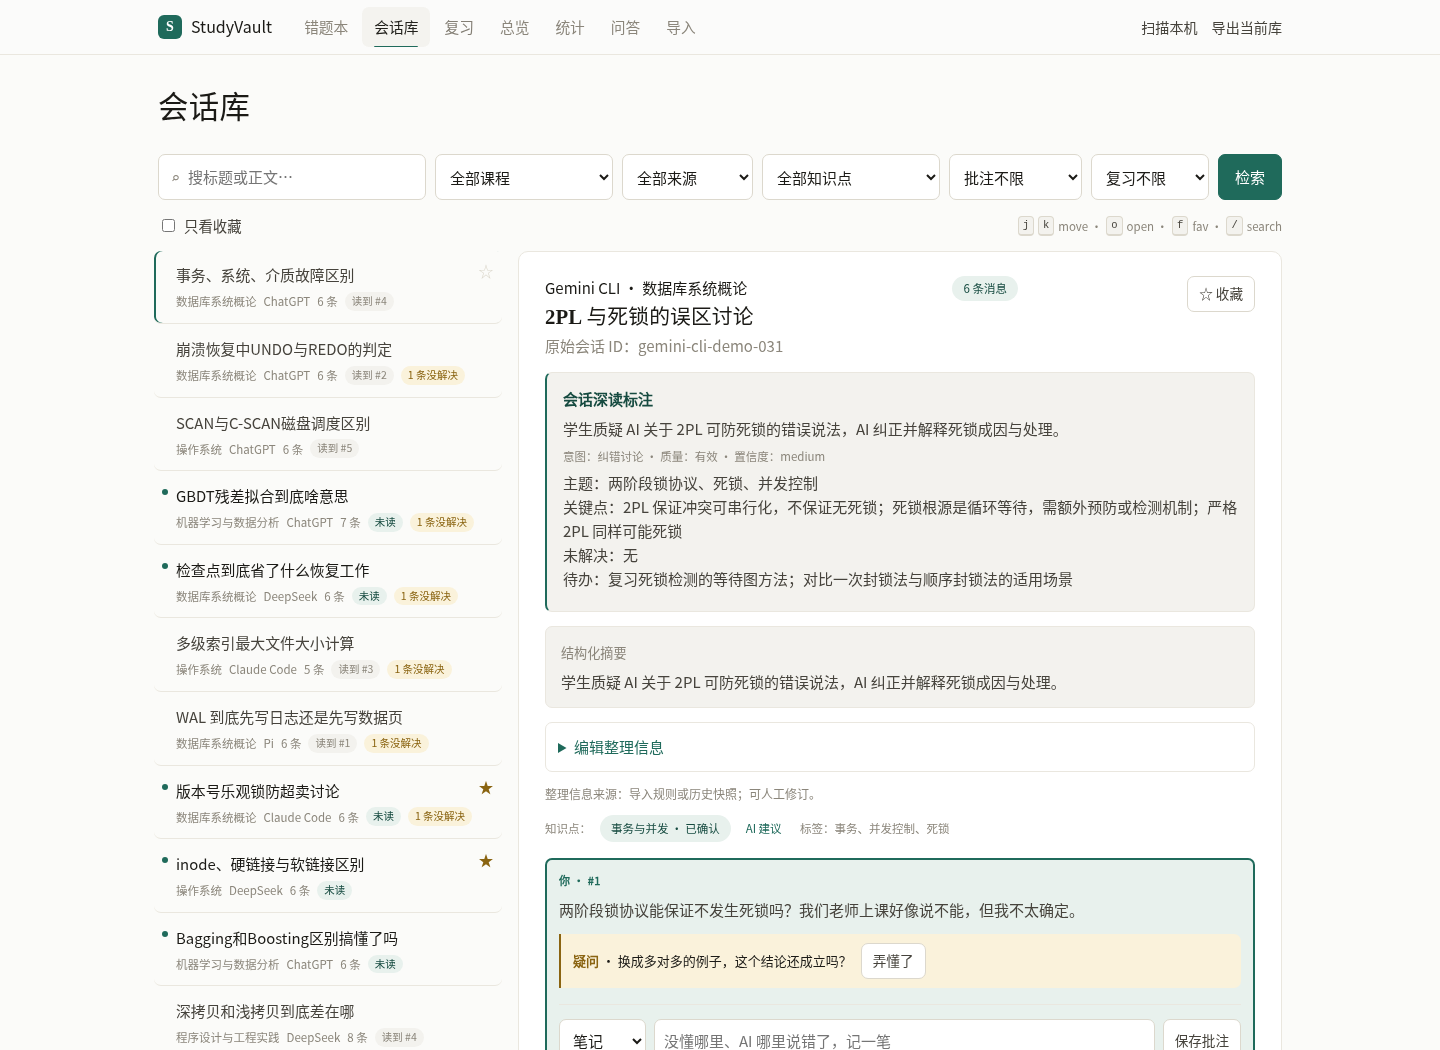 S StudyVault 错题本 会话库 复习 总览 统计 问答 导入 扫描本机 导出当前库
会话库
搜标题或正文… 全部课程 全部来源 全部知识点 批注不限 复习不限 检索
只看收藏 j k move · o open · f fav · / search
事务、系统、介质故障区别 ☆
数据库系统概论 ChatGPT 6 条 读到 #4
崩溃恢复中UNDO与REDO的判定
数据库系统概论 ChatGPT 6 条 读到 #2 1 条没解决
SCAN与C-SCAN磁盘调度区别
操作系统 ChatGPT 6 条 读到 #5
GBDT残差拟合到底啥意思
机器学习与数据分析 ChatGPT 7 条 未读 1 条没解决
检查点到底省了什么恢复工作
数据库系统概论 DeepSeek 6 条 未读 1 条没解决
多级索引最大文件大小计算
操作系统 Claude Code 5 条 读到 #3 1 条没解决
WAL 到底先写日志还是先写数据页
数据库系统概论 Pi 6 条 读到 #1 1 条没解决
版本号乐观锁防超卖讨论 ★
数据库系统概论 Claude Code 6 条 未读 1 条没解决
inode、硬链接与软链接区别 ★
操作系统 DeepSeek 6 条 未读
Bagging和Boosting区别搞懂了吗
机器学习与数据分析 ChatGPT 6 条 未读
深拷贝和浅拷贝到底差在哪
程序设计与工程实践 DeepSeek 8 条 读到 #4
Gemini CLI · 数据库系统概论 6 条消息 ☆ 收藏
2PL 与死锁的误区讨论
原始会话 ID：gemini-cli-demo-031
会话深读标注
学生质疑 AI 关于 2PL 可防死锁的错误说法，AI 纠正并解释死锁成因与处理。
意图：纠错讨论 · 质量：有效 · 置信度：medium
主题：两阶段锁协议、死锁、并发控制
关键点：2PL 保证冲突可串行化，不保证无死锁；死锁根源是循环等待，需额外预防或检测机制；严格
2PL 同样可能死锁
未解决：无
待办：复习死锁检测的等待图方法；对比一次封锁法与顺序封锁法的适用场景
结构化摘要
学生质疑 AI 关于 2PL 可防死锁的错误说法，AI 纠正并解释死锁成因与处理。
▶ 编辑整理信息
整理信息来源：导入规则或历史快照；可人工修订。
知识点： 事务与并发 · 已确认 AI 建议 标签：事务、并发控制、死锁
你 · #1
两阶段锁协议能保证不发生死锁吗？我们老师上课好像说不能，但我不太确定。
疑问 · 换成多对多的例子，这个结论还成立吗？ 弄懂了
笔记 没懂哪里、AI 哪里说错了，记一笔 保存批注